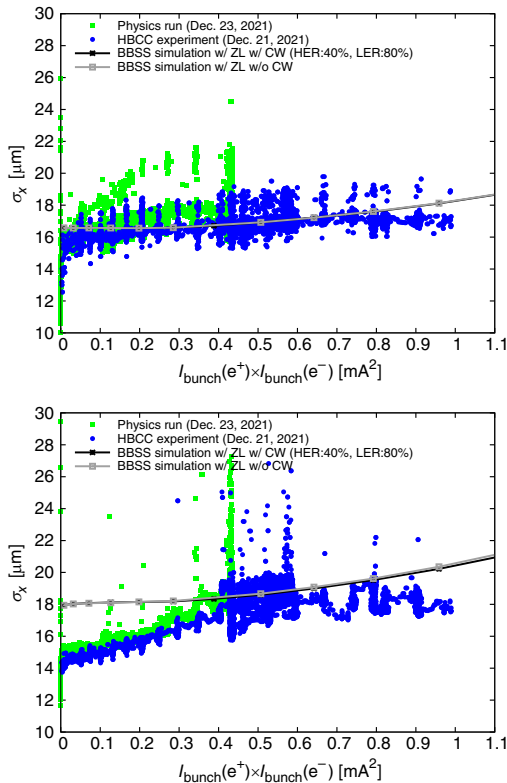 30
28
26
24
22
20
18
16
14
12
10
σx [μm]
Physics run (Dec. 23, 2021)
HBCC experiment (Dec. 21, 2021)
BBSS simulation w/ ZL w/ CW (HER:40%, LER:80%)
BBSS simulation w/ ZL w/o CW
0 0.1 0.2 0.3 0.4 0.5 0.6 0.7 0.8 0.9 1 1.1
Ibunch(e+)×Ibunch(e−) [mA2]
30
28
26
24
22
20
18
16
14
12
10
σx [μm]
Physics run (Dec. 23, 2021)
HBCC experiment (Dec. 21, 2021)
BBSS simulation w/ ZL w/ CW (HER:40%, LER:80%)
BBSS simulation w/ ZL w/o CW
0 0.1 0.2 0.3 0.4 0.5 0.6 0.7 0.8 0.9 1 1.1
Ibunch(e+)×Ibunch(e−) [mA2]